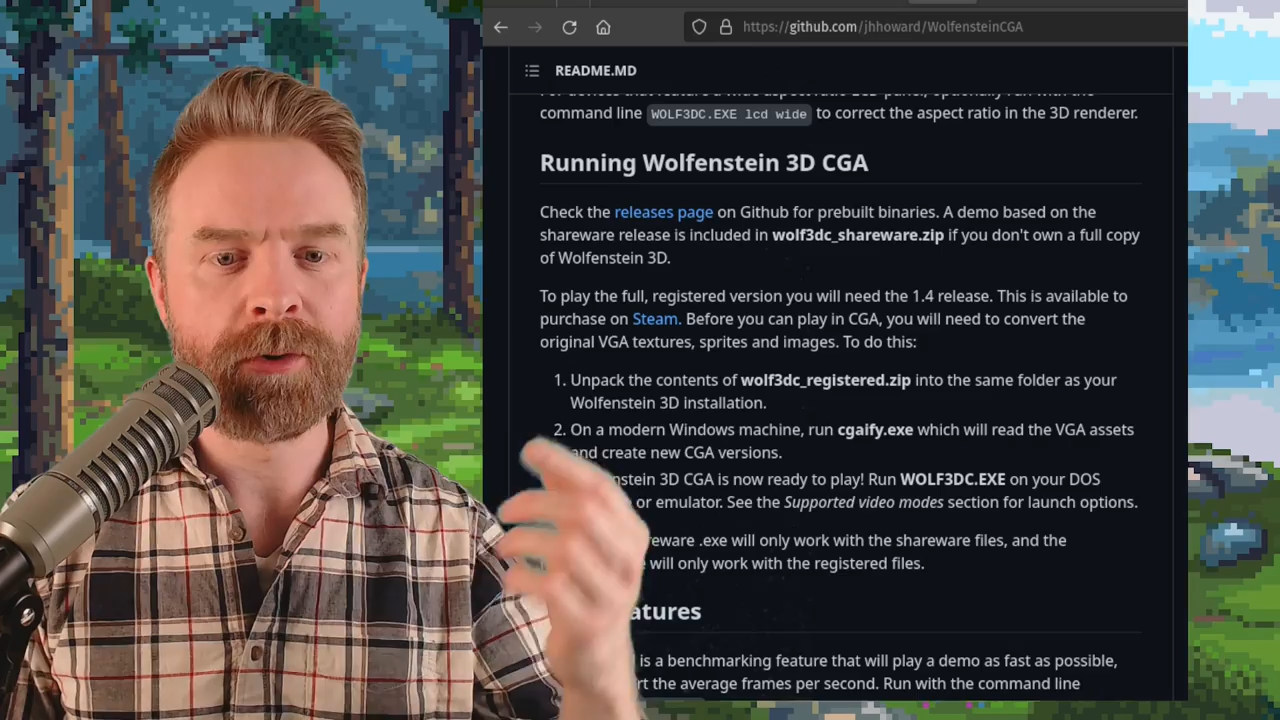 https://github.com/jhhoward/WolfensteinCGA
README.MD
command line WOLF3DC.EXE lcd wide to correct the aspect ratio in the 3D renderer.
Running Wolfenstein 3D CGA
Check the releases page on Github for prebuilt binaries. A demo based on the
shareware release is included in wolf3dc_shareware.zip if you don't own a full copy
of Wolfenstein 3D.
To play the full, registered version you will need the 1.4 release. This is available to
purchase on Steam. Before you can play in CGA, you will need to convert the
original VGA textures, sprites and images. To do this:
1. Unpack the contents of wolf3dc_registered.zip into the same folder as your
Wolfenstein 3D installation.
2. On a modern Windows machine, run cgaify.exe which will read the VGA assets
and create new CGA versions.
3D CGA is now ready to play! Run WOLF3DC.EXE on your DOS
or emulator. See the Supported video modes section for launch options.
.exe will only work with the shareware files, and the
will only work with the registered files.
is a benchmarking feature that will play a demo as fast as possible,
the average frames per second. Run with the command line